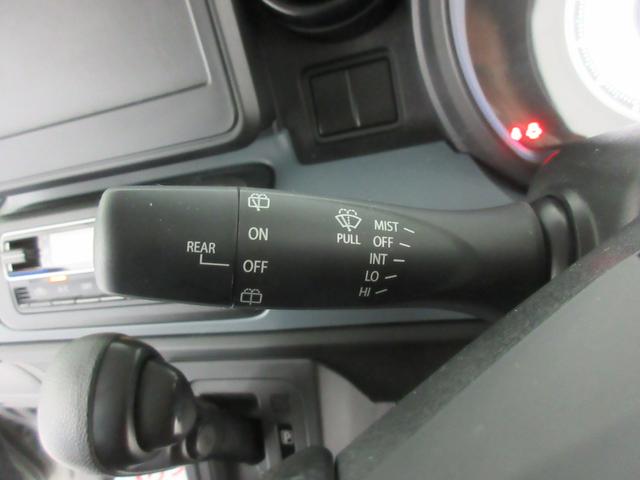 REAR
ON
OFF
PULL
MIST
OFF
INT
LO
HI